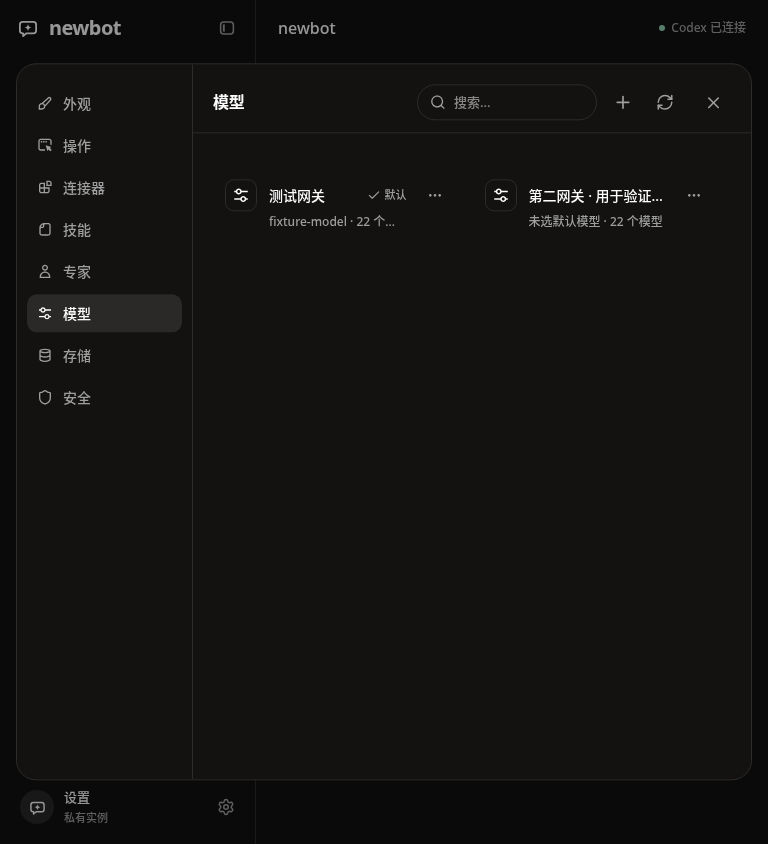 newbot
newbot
Codex 已连接
外观
操作
连接器
技能
专家
模型
存储
安全
模型
搜索...
测试网关
默认
fixture-model · 22 个...
第二网关 · 用于验证...
未选默认模型 · 22 个模型
设置
私有实例